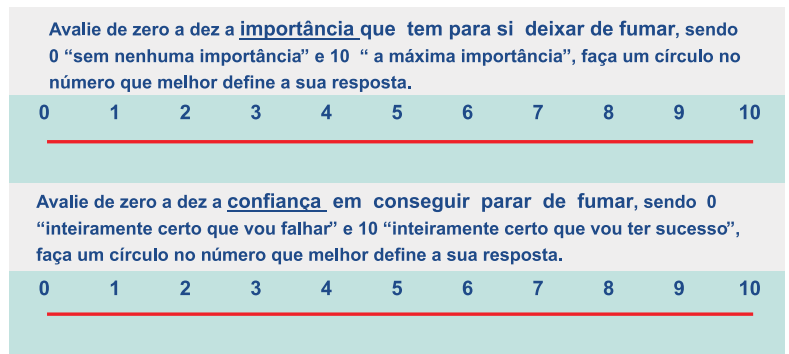 Avalie de zero a dez a importância que tem para si deixar de fumar, sendo
0 “sem nenhuma importância” e 10 “ a máxima importância”, faça um círculo no
número que melhor define a sua resposta.
0 1 2 3 4 5 6 7 8 9 10
Avalie de zero a dez a confiança em conseguir parar de fumar, sendo 0
“inteiramente certo que vou falhar” e 10 “inteiramente certo que vou ter sucesso”,
faça um círculo no número que melhor define a sua resposta.
0 1 2 3 4 5 6 7 8 9 10